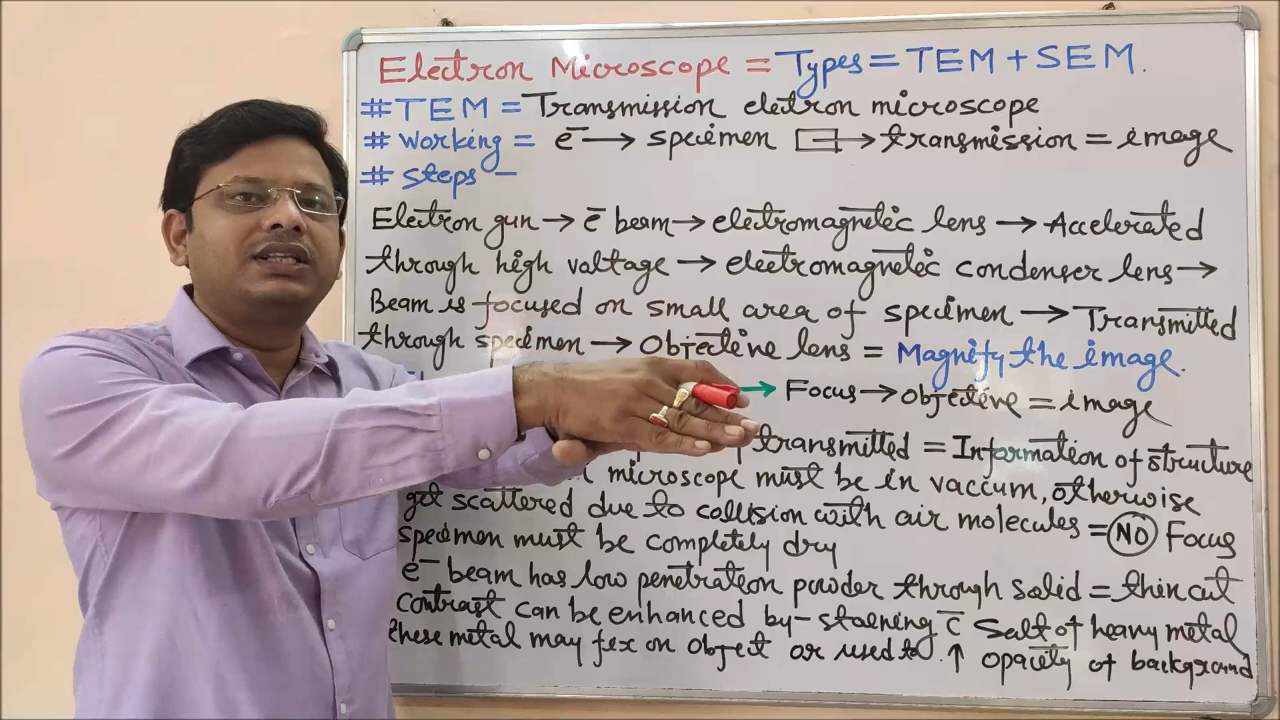 Electron Microscope = Types = TEM + SEM.
# TEM = Transmission eletron microscope
# Working = e⁻ → specimen → transmission = image
# Steps –
Electron gun → e⁻ beam → electromagnetic lens → Accelerated
through high valtage → electromagnetic condenser lens →
Beam is focused on small area of specimen → Transmitted
through specimen → Objective lens = Magnify the image.
→ Focus → Objective = image
transmitted = Information of structure
microscope must be in vaccum, otherwise
get scattered due to collision with air molecules = NO Focus
specimen must be completely dry
e⁻ beam has low penetration powder through solid = thin cut
Contrast can be enhanced by - staening c̄ Salt of heavy metal
these metal may fix on object or used to ↑ opacity of background